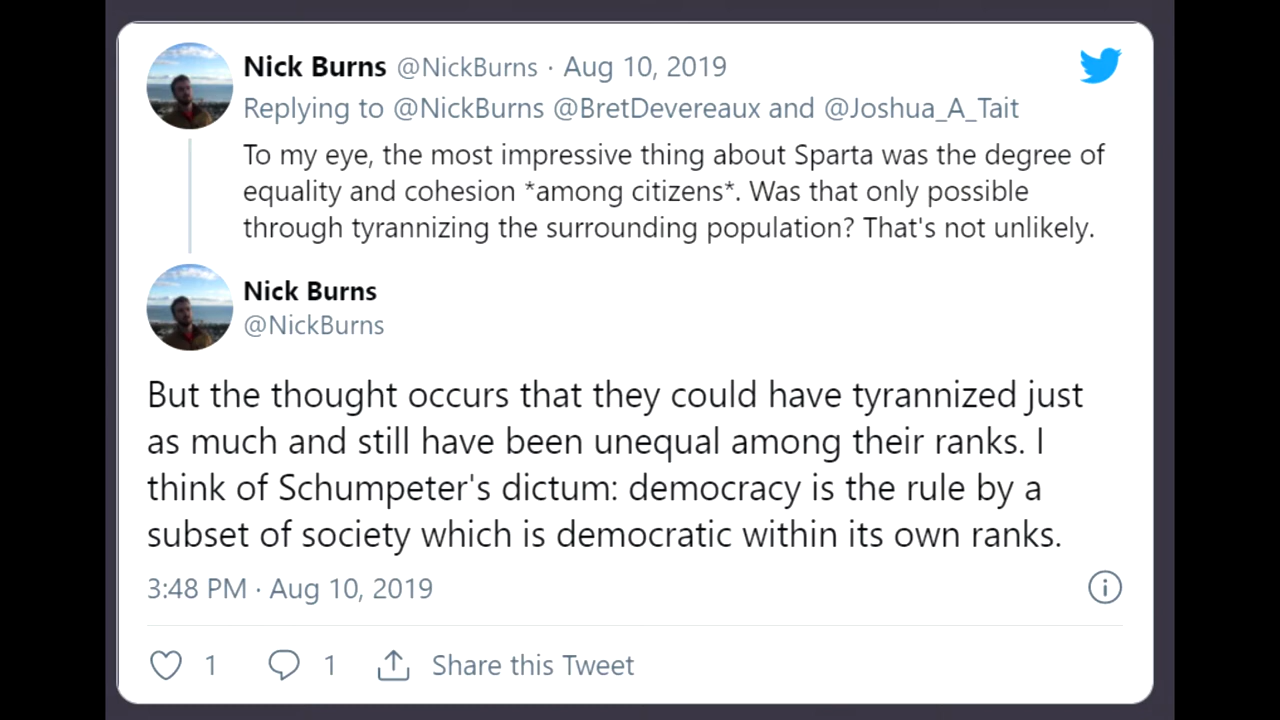 Nick Burns @NickBurns · Aug 10, 2019
Replying to @NickBurns @BretDevereaux and @Joshua_A_Tait
To my eye, the most impressive thing about Sparta was the degree of
equality and cohesion *among citizens*. Was that only possible
through tyrannizing the surrounding population? That's not unlikely.
Nick Burns
@NickBurns
But the thought occurs that they could have tyrannized just
as much and still have been unequal among their ranks. I
think of Schumpeter's dictum: democracy is the rule by a
subset of society which is democratic within its own ranks.
3:48 PM · Aug 10, 2019
1 1 Share this Tweet